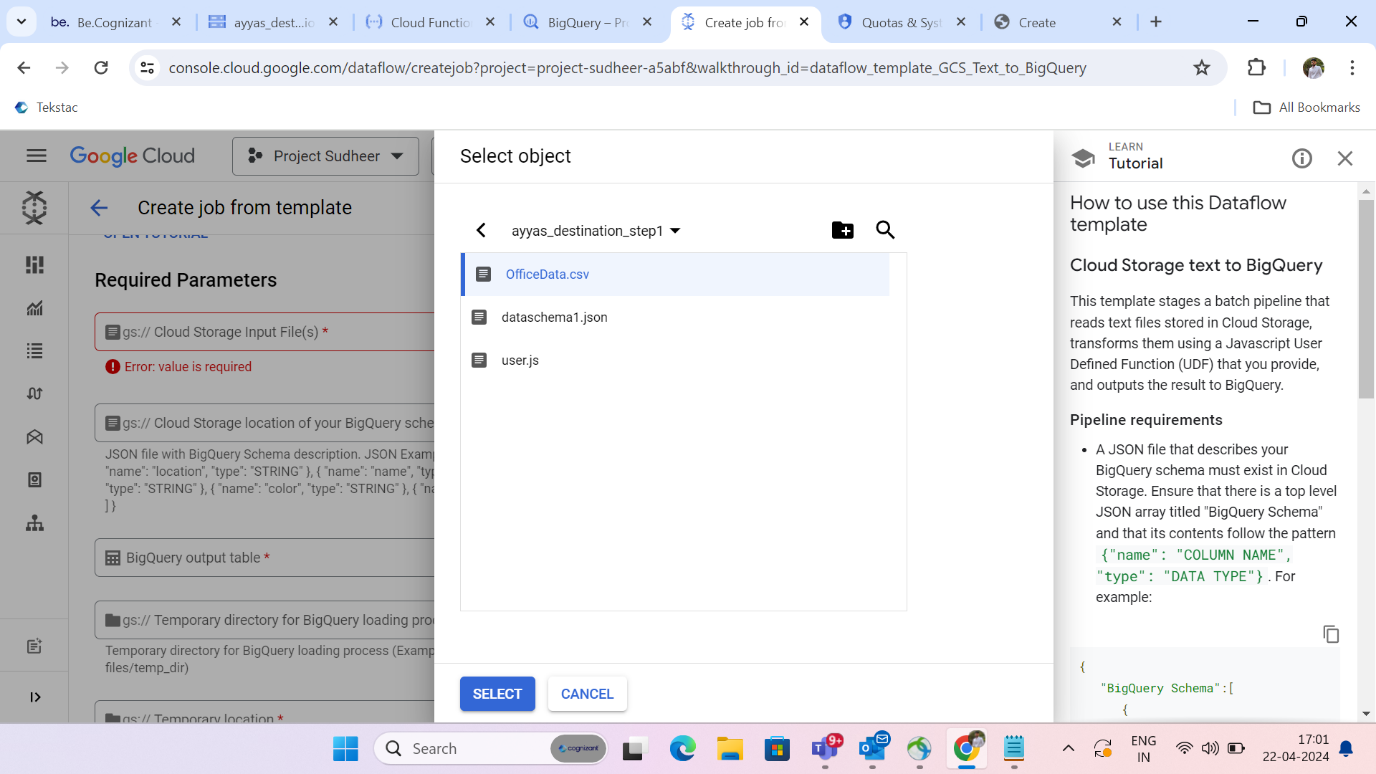 be. Be.Cognizant
ayyas_dest...io
Cloud Functio
BigQuery – Pr
Create job fro
Quotas & Syst
Create
console.cloud.google.com/dataflow/createjob?project=project-sudheer-a5abf&walkthrough_id=dataflow_template_GCS_Text_to_BigQuery
Tekstac
All Bookmarks
Google Cloud
Project Sudheer
Create job from template
OPEN TUTORIAL
Required Parameters
gs:// Cloud Storage Input File(s) *
Error: value is required
gs:// Cloud Storage location of your BigQuery sche
JSON file with BigQuery Schema description. JSON Examp
"name": "location", "type": "STRING" }, { "name": "name", "typ
"type": "STRING" }, { "name": "color", "type": "STRING" }, { "na
] }
BigQuery output table *
gs:// Temporary directory for BigQuery loading pro
Temporary directory for BigQuery loading process (Examp
files/temp_dir)
gs:// Temporary location *
Select object
ayyas_destination_step1
OfficeData.csv
dataschema1.json
user.js
SELECT
CANCEL
LEARN
Tutorial
How to use this Dataflow
template
Cloud Storage text to BigQuery
This template stages a batch pipeline that
reads text files stored in Cloud Storage,
transforms them using a Javascript User
Defined Function (UDF) that you provide,
and outputs the result to BigQuery.
Pipeline requirements
• A JSON file that describes your
BigQuery schema must exist in Cloud
Storage. Ensure that there is a top level
JSON array titled "BigQuery Schema"
and that its contents follow the pattern
{"name": "COLUMN NAME",
"type": "DATA TYPE"} . For
example:
{
"BigQuery Schema":[
{
Search
cognizant
9+
ENG
IN
17:01
22-04-2024